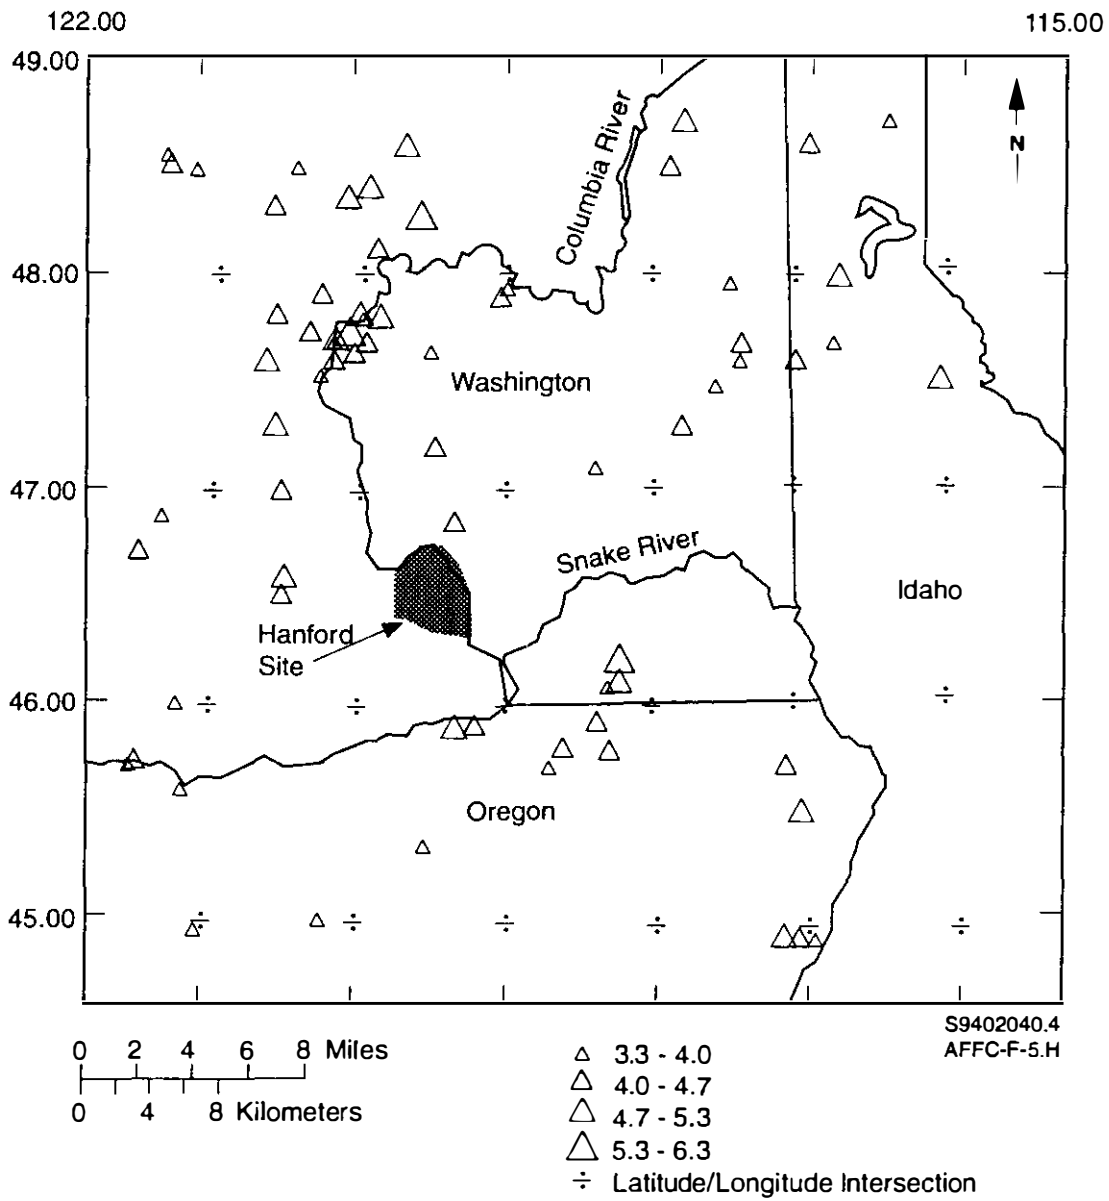 122.00
115.00
49.00
Columbia River
N
48.00
Washington
47.00
Snake River
Idaho
Hanford
Site
46.00
Oregon
45.00
S9402040.4
AFFC-F-5.H
0 2 4 6 8 Miles
0 4 8 Kilometers
3.3 - 4.0
4.0 - 4.7
4.7 - 5.3
5.3 - 6.3
Latitude/Longitude Intersection